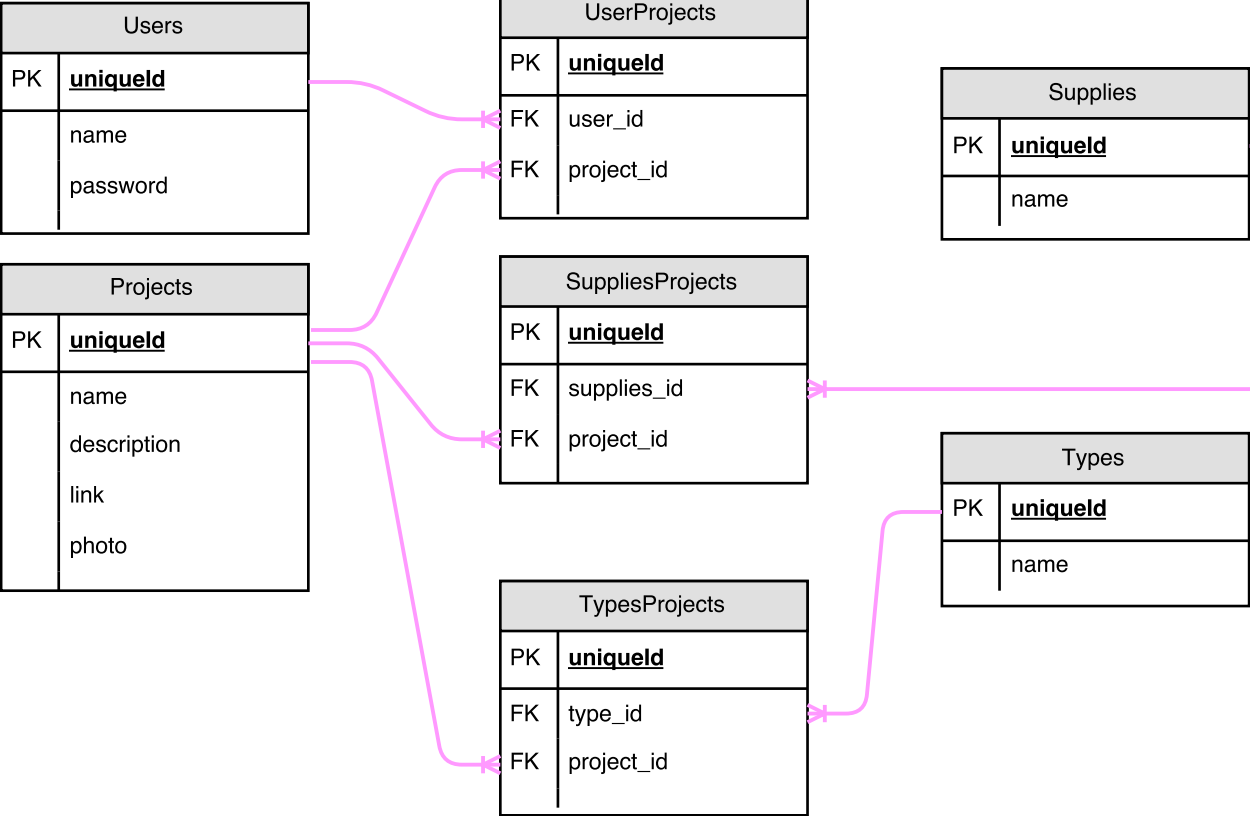 Users
PK uniqueId
name
password
Projects
PK uniqueId
name
description
link
photo
UserProjects
PK uniqueId
FK user_id
FK project_id
SuppliesProjects
PK uniqueId
FK supplies_id
FK project_id
TypesProjects
PK uniqueId
FK type_id
FK project_id
Supplies
PK uniqueId
name
Types
PK uniqueId
name